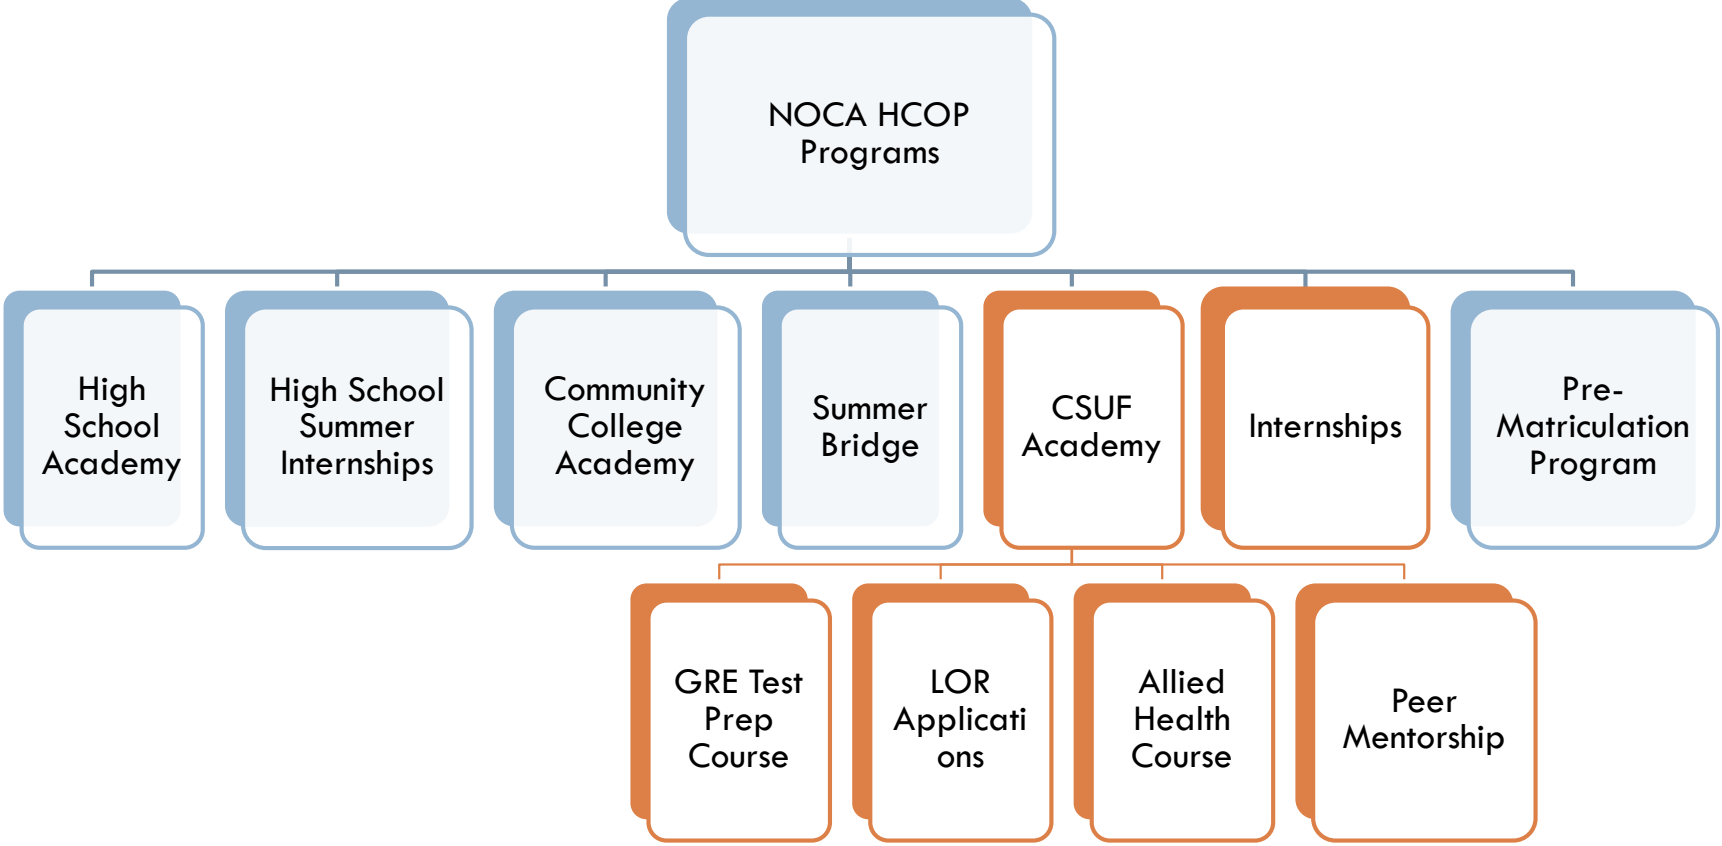 NOCA HCOP
Programs
High
School
Academy
High School
Summer
Internships
Community
College
Academy
Summer
Bridge
CSUF
Academy
Internships
Pre-
Matriculation
Program
GRE Test
Prep
Course
LOR
Applicati
ons
Allied
Health
Course
Peer
Mentorship